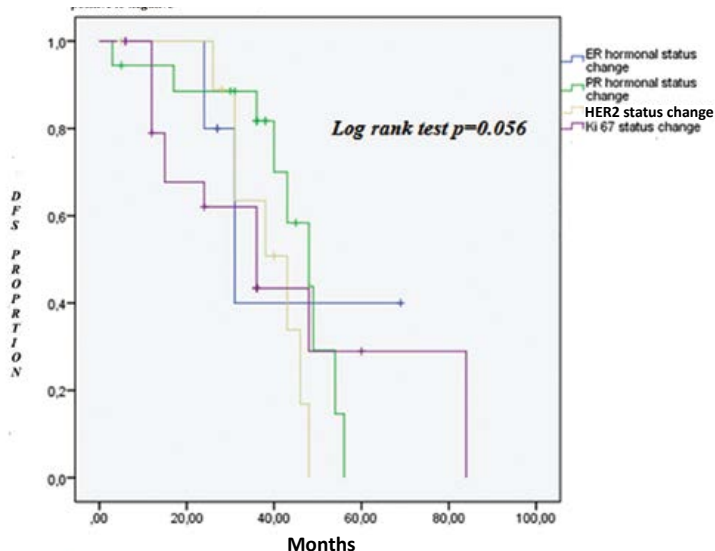 1,0
0,8
0,6
0,4
0,2
0,0
DFS PROPRTION
,00 20,00 40,00 60,00 80,00 100,00
Months
Log rank test p=0.056
ER hormonal status
change
PR hormonal status
change
HER2 status change
Ki 67 status change